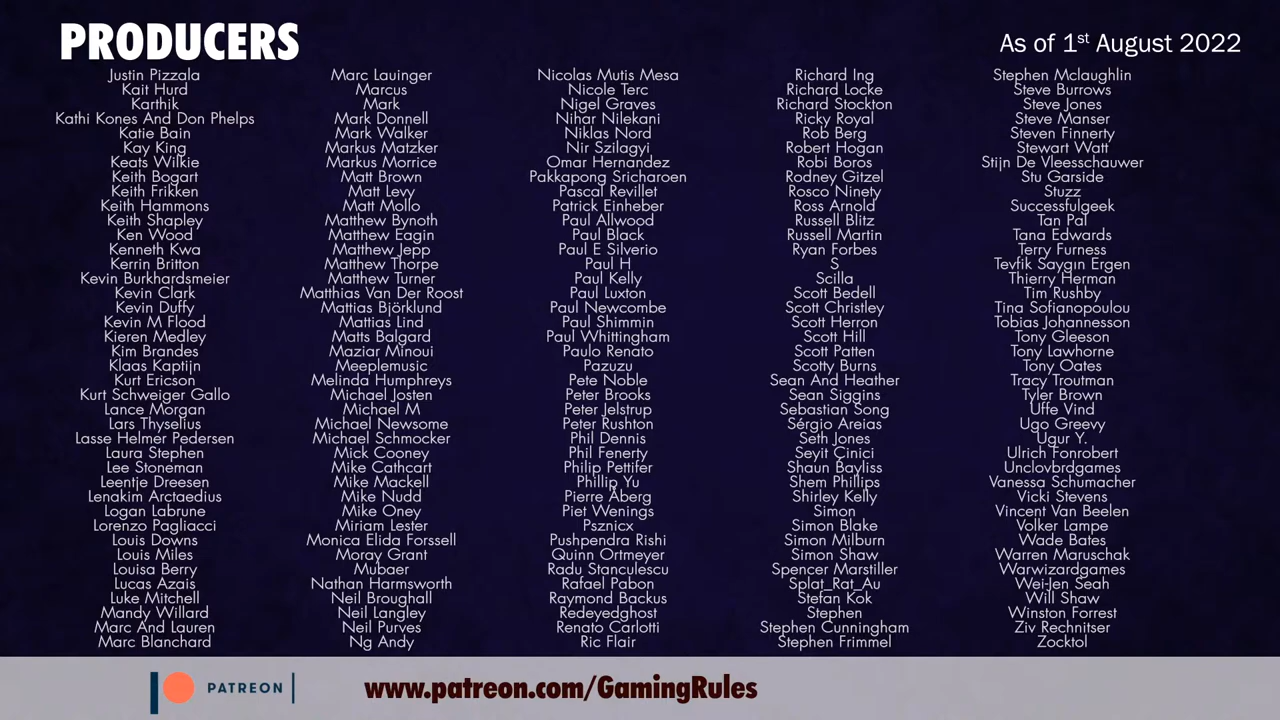 PRODUCERS
As of 1st August 2022
Justin Pizzala
Kait Hurd
Karthik
Kathi Kones And Don Phelps
Katie Bain
Kay King
Keats Wilkie
Keith Bogart
Keith Frikken
Keith Hammons
Keith Shapley
Ken Wood
Kenneth Kwa
Kerrin Britton
Kevin Burkhardsmeier
Kevin Clark
Kevin Duffy
Kevin M Flood
Kieren Medley
Kim Brandes
Klaas Kaptijn
Kurt Ericson
Kurt Schweiger Gallo
Lance Morgan
Lars Thyselius
Lasse Helmer Pedersen
Laura Stephen
Lee Stoneman
Leentje Dreesen
Lenakim Arctaedius
Logan Labrune
Lorenzo Pagliacci
Louis Downs
Louis Miles
Louisa Berry
Lucas Azais
Luke Mitchell
Mandy Willard
Marc And Lauren
Marc Blanchard
Marc Lauinger
Marcus
Mark
Mark Donnell
Mark Walker
Markus Matzker
Markus Morrice
Matt Brown
Matt Levy
Matt Mollo
Matthew Bynoth
Matthew Eagin
Matthew Jepp
Matthew Thorpe
Matthew Turner
Matthias Van Der Roost
Mattias Björklund
Mattias Lind
Matts Balgard
Maziar Minoui
Meeplemusic
Melinda Humphreys
Michael Josten
Michael M
Michael Newsome
Michael Schmocker
Mick Cooney
Mike Cathcart
Mike Mackell
Mike Nudd
Mike Oney
Miriam Lester
Monica Elida Forssell
Moray Grant
Mubaer
Nathan Harmsworth
Neil Broughall
Neil Langley
Neil Purves
Ng Andy
Nicolas Mutis Mesa
Nicole Terc
Nigel Graves
Nihar Nilekani
Niklas Nord
Nir Szilagyi
Omar Hernandez
Pakkapong Sricharoen
Pascal Revillet
Patrick Einheber
Paul Allwood
Paul Black
Paul E Silverio
Paul H
Paul Kelly
Paul Luxton
Paul Newcombe
Paul Shimmin
Paul Whittingham
Paulo Renato
Pazuzu
Pete Noble
Peter Brooks
Peter Jelstrup
Peter Rushton
Phil Dennis
Phil Fenerty
Philip Pettifer
Phillip Yu
Pierre Åberg
Piet Wenings
Psznicx
Pushpendra Rishi
Quinn Ortmeyer
Radu Stanculescu
Rafael Pabon
Raymond Backus
Redeyedghost
Renato Carlotti
Ric Flair
Richard Ing
Richard Locke
Richard Stockton
Ricky Royal
Rob Berg
Robert Hogan
Robi Boros
Rodney Gitzel
Rosco Ninety
Ross Arnold
Russell Blitz
Russell Martin
Ryan Forbes
S
Scilla
Scott Bedell
Scott Christley
Scott Herron
Scott Hill
Scott Patten
Scotty Burns
Sean And Heather
Sean Siggins
Sebastian Song
Sérgio Areias
Seth Jones
Seyit Cinici
Shaun Bayliss
Shem Phillips
Shirley Kelly
Simon
Simon Blake
Simon Milburn
Simon Shaw
Spencer Marstiller
Splat_Rat_Au
Stefan Kok
Stephen
Stephen Cunningham
Stephen Frimmel
Stephen Mclaughlin
Steve Burrows
Steve Jones
Steve Manser
Steven Finnerty
Stewart Watt
Stijn De Vleesschauwer
Stu Garside
Stuzz
Successfulgeek
Tan Pal
Tana Edwards
Terry Furness
Tevfik Saygın Ergen
Thierry Herman
Tim Rushby
Tina Sofianopoulou
Tobias Johannesson
Tony Gleeson
Tony Lawhorne
Tony Oates
Tracy Troutman
Tyler Brown
Uffe Vind
Ugo Greevy
Ugur Y.
Ulrich Fonrobert
Unclovbrdgames
Vanessa Schumacher
Vicki Stevens
Vincent Van Beelen
Volker Lampe
Wade Bates
Warren Maruschak
Warwizardgames
Wei-Jen Seah
Will Shaw
Winston Forrest
Ziv Rechnitser
Zocktol
PATREON
www.patreon.com/GamingRules